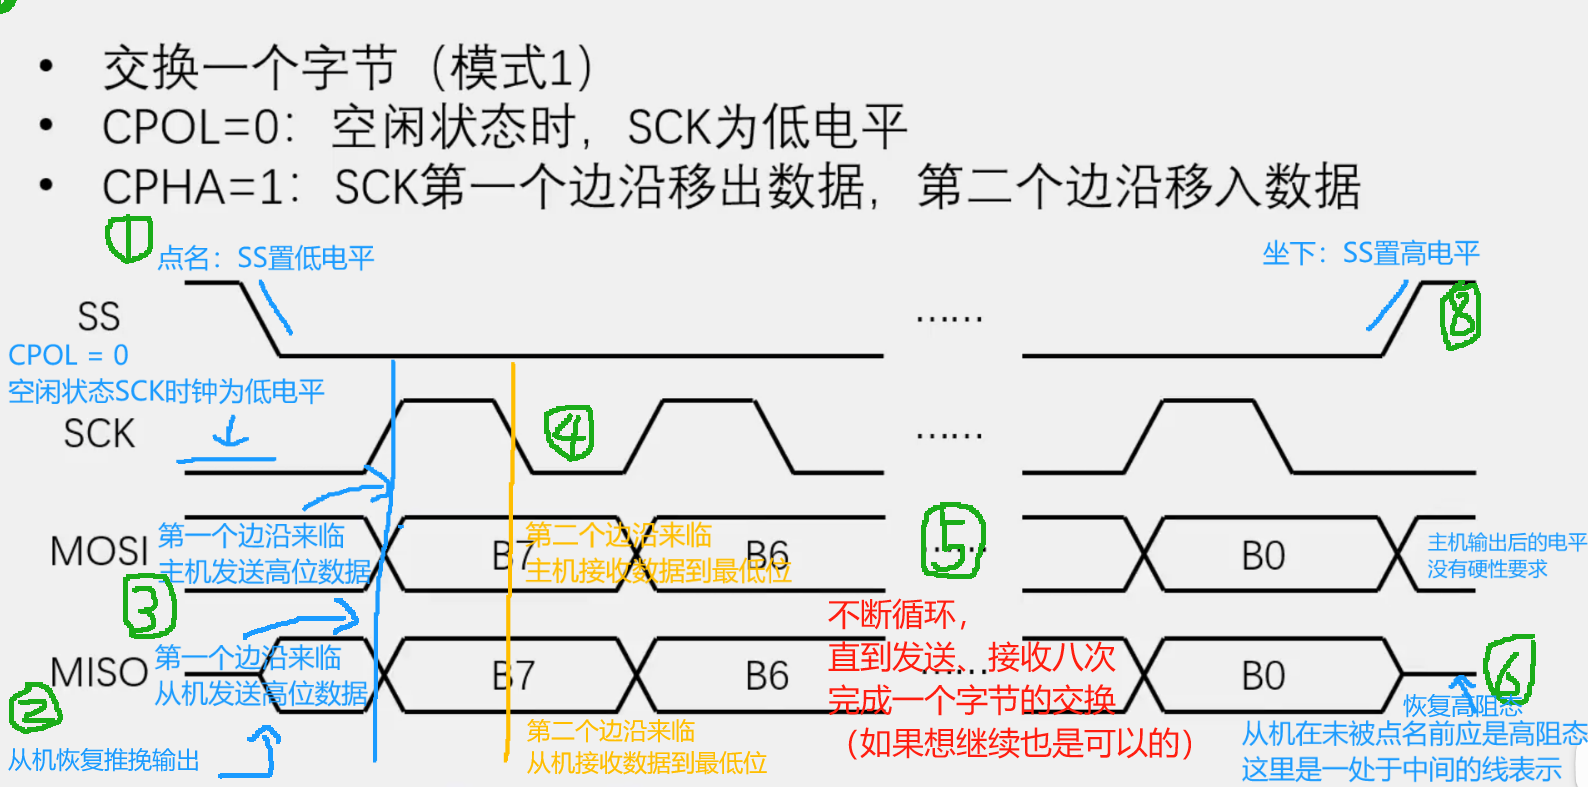 • 交换一个字节（模式1）
• CPOL=0：空闲状态时，SCK为低电平
• CPHA=1：SCK第一个边沿移出数据，第二个边沿移入数据
①
点名：SS置低电平
坐下：SS置高电平
SS
……
⑧
CPOL = 0
空闲状态SCK时钟为低电平
SCK
④
……
MOSI
第一个边沿来临
主机发送高位数据
B7
第二个边沿来临
主机接收数据到最低位
B6
⑤
……
B0
主机输出后的电平
没有硬性要求
③
不断循环，
直到发送、接收八次
完成一个字节的交换
（如果想继续也是可以的）
MISO
第一个边沿来临
从机发送高位数据
B7
B6
……
B0
⑥
②
从机恢复推挽输出
第二个边沿来临
从机接收数据到最低位
恢复高阻态
从机在未被点名前应是高阻态
这里是一处于中间的线表示